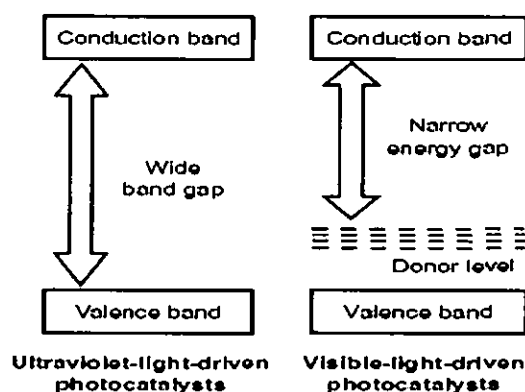 Conduction band
Wide
band gap
Valence band
Ultraviolet-light-driven
photocatalysts
Conduction band
Narrow
energy gap
Donor level
Valence band
Visible-light-driven
photocatalysts